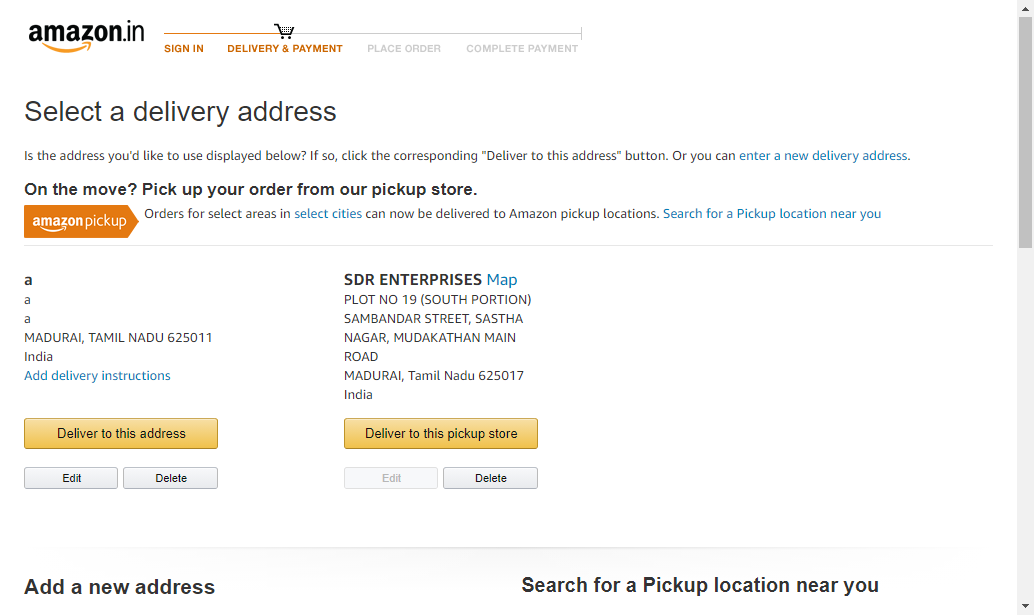 amazon.in
SIGN IN DELIVERY & PAYMENT PLACE ORDER COMPLETE PAYMENT
Select a delivery address
Is the address you'd like to use displayed below? If so, click the corresponding "Deliver to this address" button. Or you can enter a new delivery address.
On the move? Pick up your order from our pickup store.
amazon pickup Orders for select areas in select cities can now be delivered to Amazon pickup locations. Search for a Pickup location near you
a
a
a
MADURAI, TAMIL NADU 625011
India
Add delivery instructions
Deliver to this address
Edit Delete
SDR ENTERPRISES Map
PLOT NO 19 (SOUTH PORTION)
SAMBANDAR STREET, SASTHA
NAGAR, MUDAKATHAN MAIN
ROAD
MADURAI, Tamil Nadu 625017
India
Deliver to this pickup store
Edit Delete
Add a new address
Search for a Pickup location near you